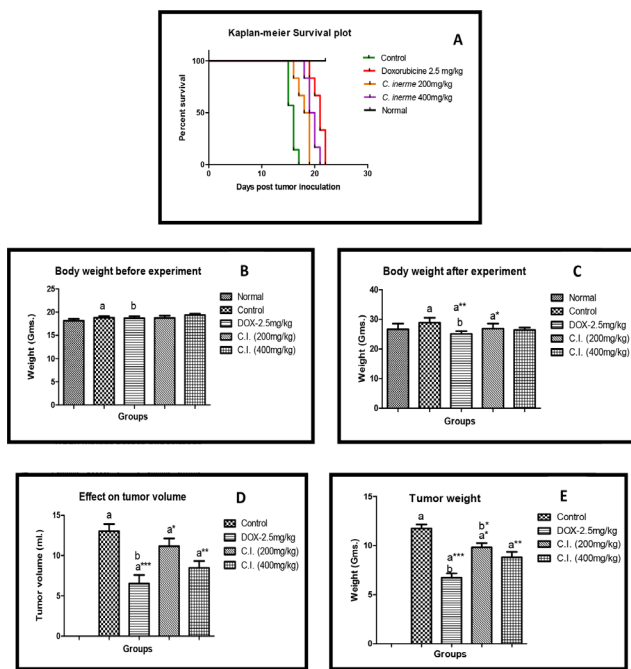 Kaplan-meier Survival plot
A
Percent survival
100
50
0
0
10
20
30
Days post tumor inoculation
Control
Doxorubicine 2.5 mg/kg
C. inerme 200mg/kg
C. inerme 400mg/kg
Normal
Body weight before experiment
B
Weight (Gms.)
25
20
15
10
5
0
a
b
Groups
Normal
Control
DOX-2.5mg/kg
C.I. (200mg/kg)
C.I. (400mg/kg)
Body weight after experiment
C
Weight (Gms.)
40
30
20
10
0
a
a**
b
a*
Groups
Normal
Control
DOX-2.5mg/kg
C.I. (200mg/kg)
C.I. (400mg/kg)
Effect on tumor volume
D
Tumor volume (ml.)
15
10
5
0
a
b
a***
a*
a**
Groups
Control
DOX-2.5mg/kg
C.I. (200mg/kg)
C.I. (400mg/kg)
Tumor weight
E
Weight (Gms.)
15
10
5
0
a
a***
b
b*
a*
a**
Groups
Control
DOX-2.5mg/kg
C.I. (200mg/kg)
C.I. (400mg/kg)